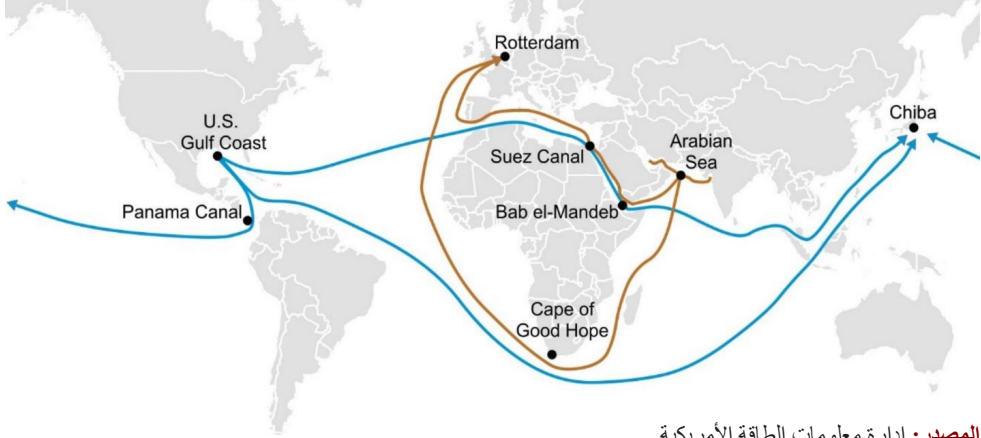 Rotterdam
U.S.
Gulf Coast
Chiba
Arabian
Sea
Suez Canal
Panama Canal
Bab el-Mandeb
Cape of
Good Hope
المصدر: إدارة معلومات الطاقة الأمريكية